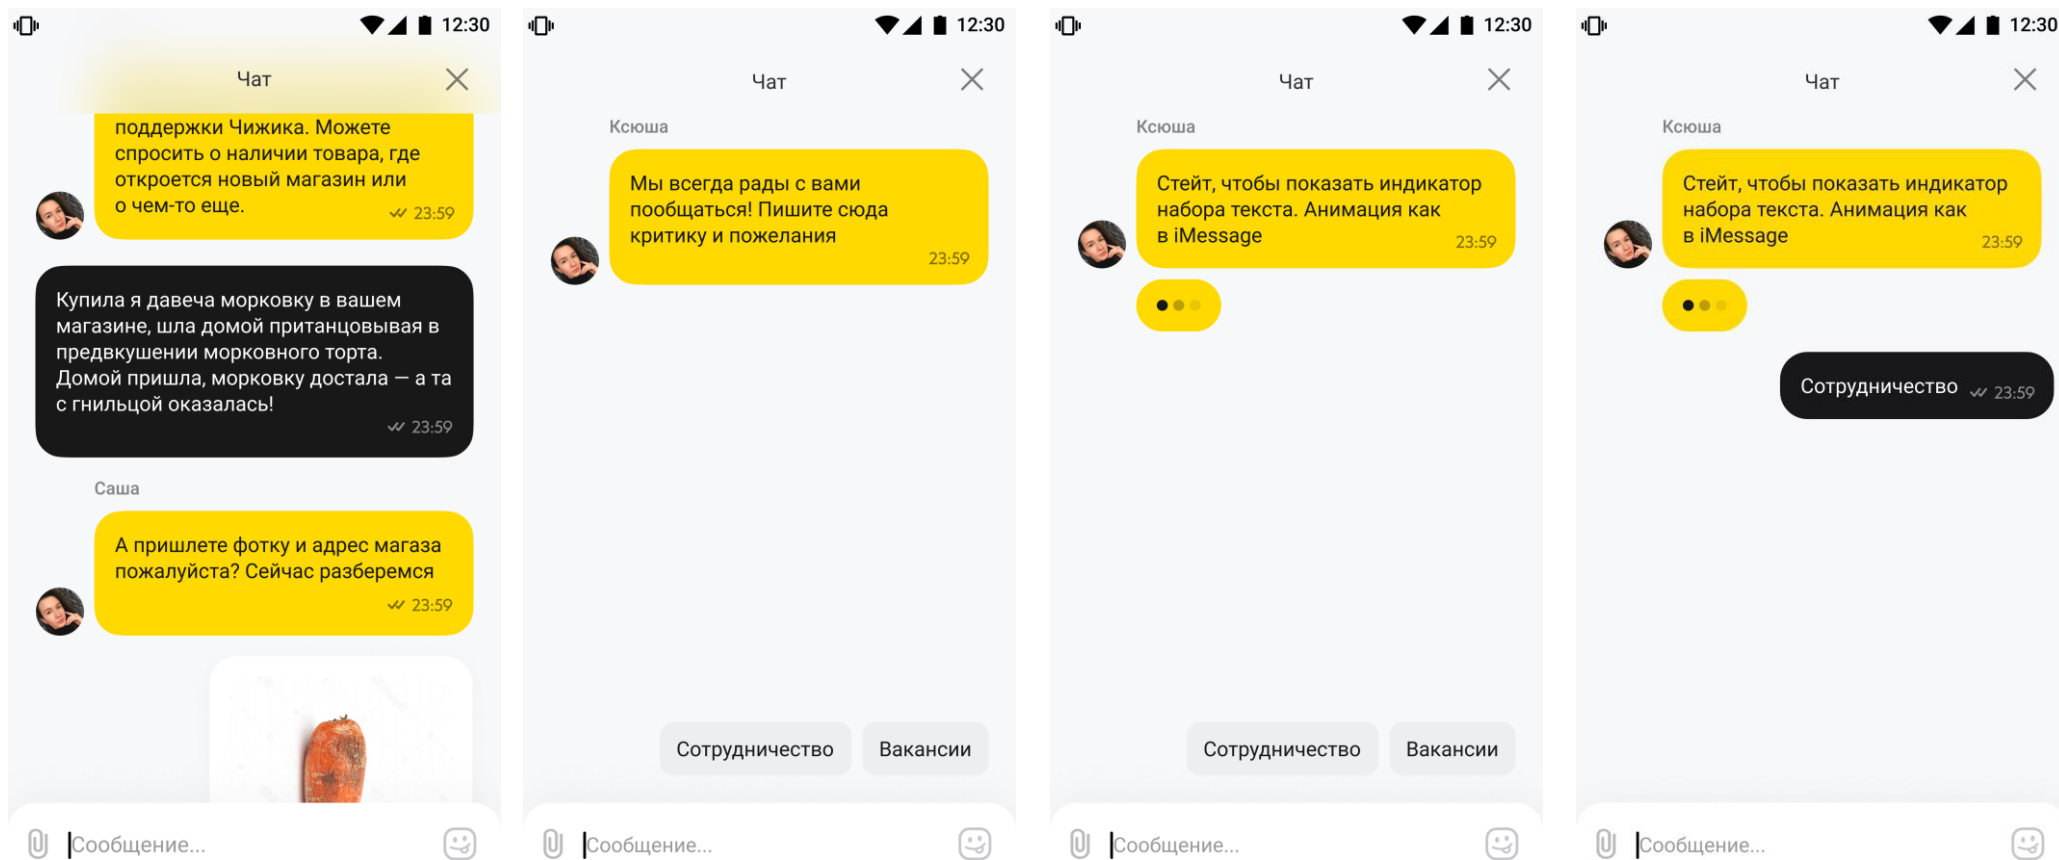 12:30
Чат
поддержки Чижика. Можете
спросить о наличии товара, где
откроется новый магазин или
о чем-то еще.
23:59
Купила я давеча морковку в вашем
магазине, шла домой пританцовывая в
предвкушении морковного торта.
Домой пришла, морковку достала — а та
с гнильцой оказалась!
23:59
Саша
А пришлете фотку и адрес магаза
пожалуйста? Сейчас разберемся
23:59
Сообщение...
12:30
Чат
Ксюша
Мы всегда рады с вами
пообщаться! Пишите сюда
критику и пожелания
23:59
Сотрудничество
Вакансии
Сообщение...
12:30
Чат
Ксюша
Стейт, чтобы показать индикатор
набора текста. Анимация как
в iMessage
23:59
Сотрудничество
Вакансии
Сообщение...
12:30
Чат
Ксюша
Стейт, чтобы показать индикатор
набора текста. Анимация как
в iMessage
23:59
Сотрудничество
23:59
Сообщение...